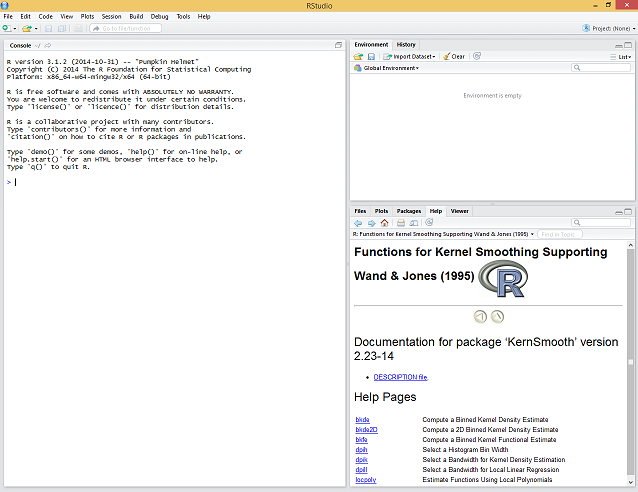 RStudio
File Edit Code View Plots Session Build Debug Tools Help
Go to file/function
Project: (None)
Console ~/
R version 3.1.2 (2014-10-31) -- "Pumpkin Helmet"
Copyright (C) 2014 The R Foundation for Statistical Computing
Platform: x86_64-w64-mingw32/x64 (64-bit)
R is free software and comes with ABSOLUTELY NO WARRANTY.
You are welcome to redistribute it under certain conditions.
Type 'license()' or 'licence()' for distribution details.
R is a collaborative project with many contributors.
Type 'contributors()' for more information and
'citation()' on how to cite R or R packages in publications.
Type 'demo()' for some demos, 'help()' for on-line help, or
'help.start()' for an HTML browser interface to help.
Type 'q()' to quit R.
>
Environment History
Import Dataset Clear List
Global Environment
Environment is empty
Files Plots Packages Help Viewer
R: Functions for Kernel Smoothing Supporting Wand & Jones (1995) Find in Topic
Functions for Kernel Smoothing Supporting
Wand & Jones (1995) R
Documentation for package ‘KernSmooth’ version
2.23-14
• DESCRIPTION file.
Help Pages
bkde Compute a Binned Kernel Density Estimate
bkde2D Compute a 2D Binned Kernel Density Estimate
bkfe Compute a Binned Kernel Functional Estimate
dpih Select a Histogram Bin Width
dpik Select a Bandwidth for Kernel Density Estimation
dpill Select a Bandwidth for Local Linear Regression
locpoly Estimate Functions Using Local Polynomials